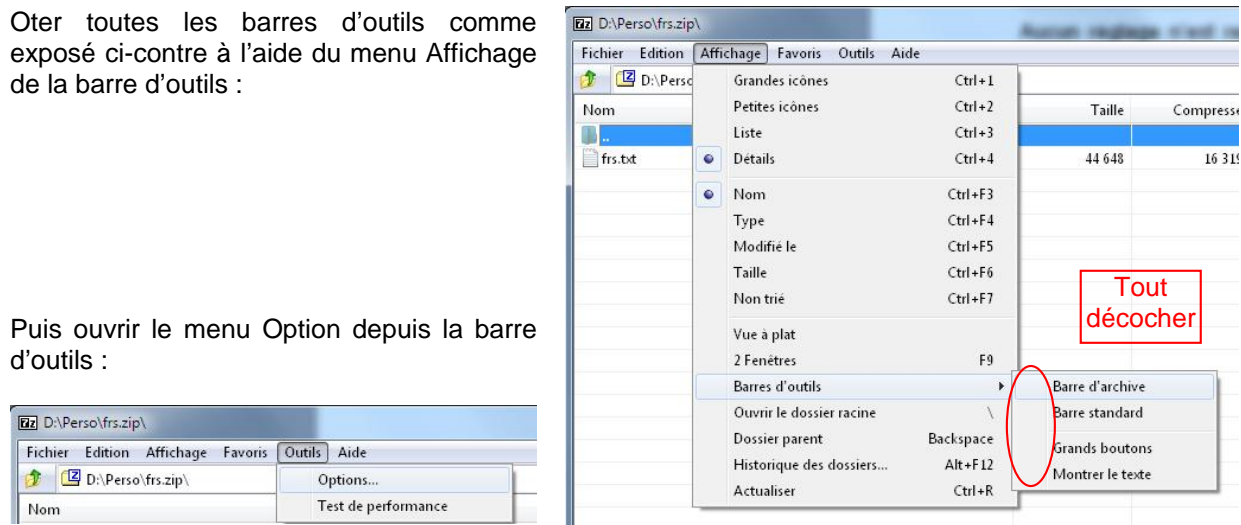 Oter toutes les barres d’outils comme
exposé ci-contre à l’aide du menu Affichage
de la barre d’outils :
Puis ouvrir le menu Option depuis la barre
d’outils :
D:\Perso\frs.zip\
Fichier Edition Affichage Favoris Outils Aide
D:\Perso\frs.zip\
Nom
Options...
Test de performance
D:\Perso\frs.zip\
Fichier Edition Affichage Favoris Outils Aide
D:\Perso
Nom Taille Compressé
..
frs.txt 44 648 16 319
Grandes icônes Ctrl+1
Petites icônes Ctrl+2
Liste Ctrl+3
Détails Ctrl+4
Nom Ctrl+F3
Type Ctrl+F4
Modifié le Ctrl+F5
Taille Ctrl+F6
Non trié Ctrl+F7
Vue à plat
2 Fenêtres F9
Barres d'outils
Ouvrir le dossier racine \
Dossier parent Backspace
Historique des dossiers... Alt+F12
Actualiser Ctrl+R
Barre d'archive
Barre standard
Grands boutons
Montrer le texte
Tout
décocher